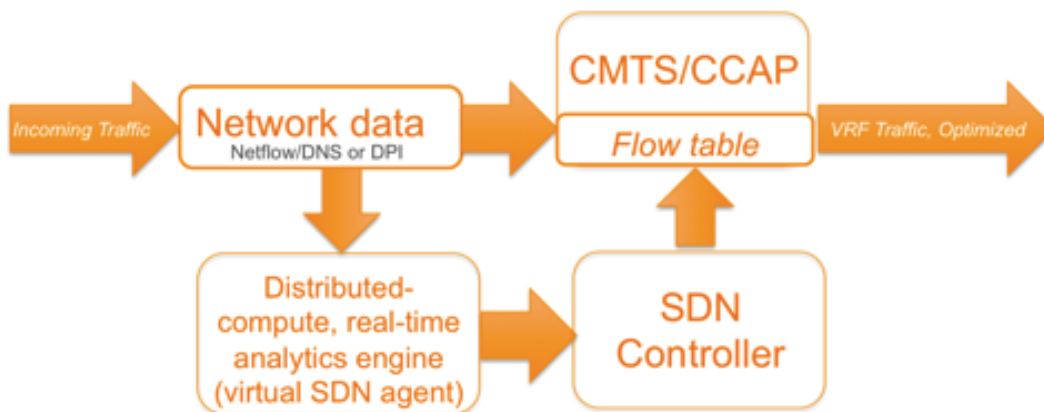 Incoming Traffic
Network data
Netflow/DNS or DPI
CMTS/CCAP
Flow table
VRF Traffic, Optimized
Distributed-
compute, real-time
analytics engine
(virtual SDN agent)
SDN
Controller